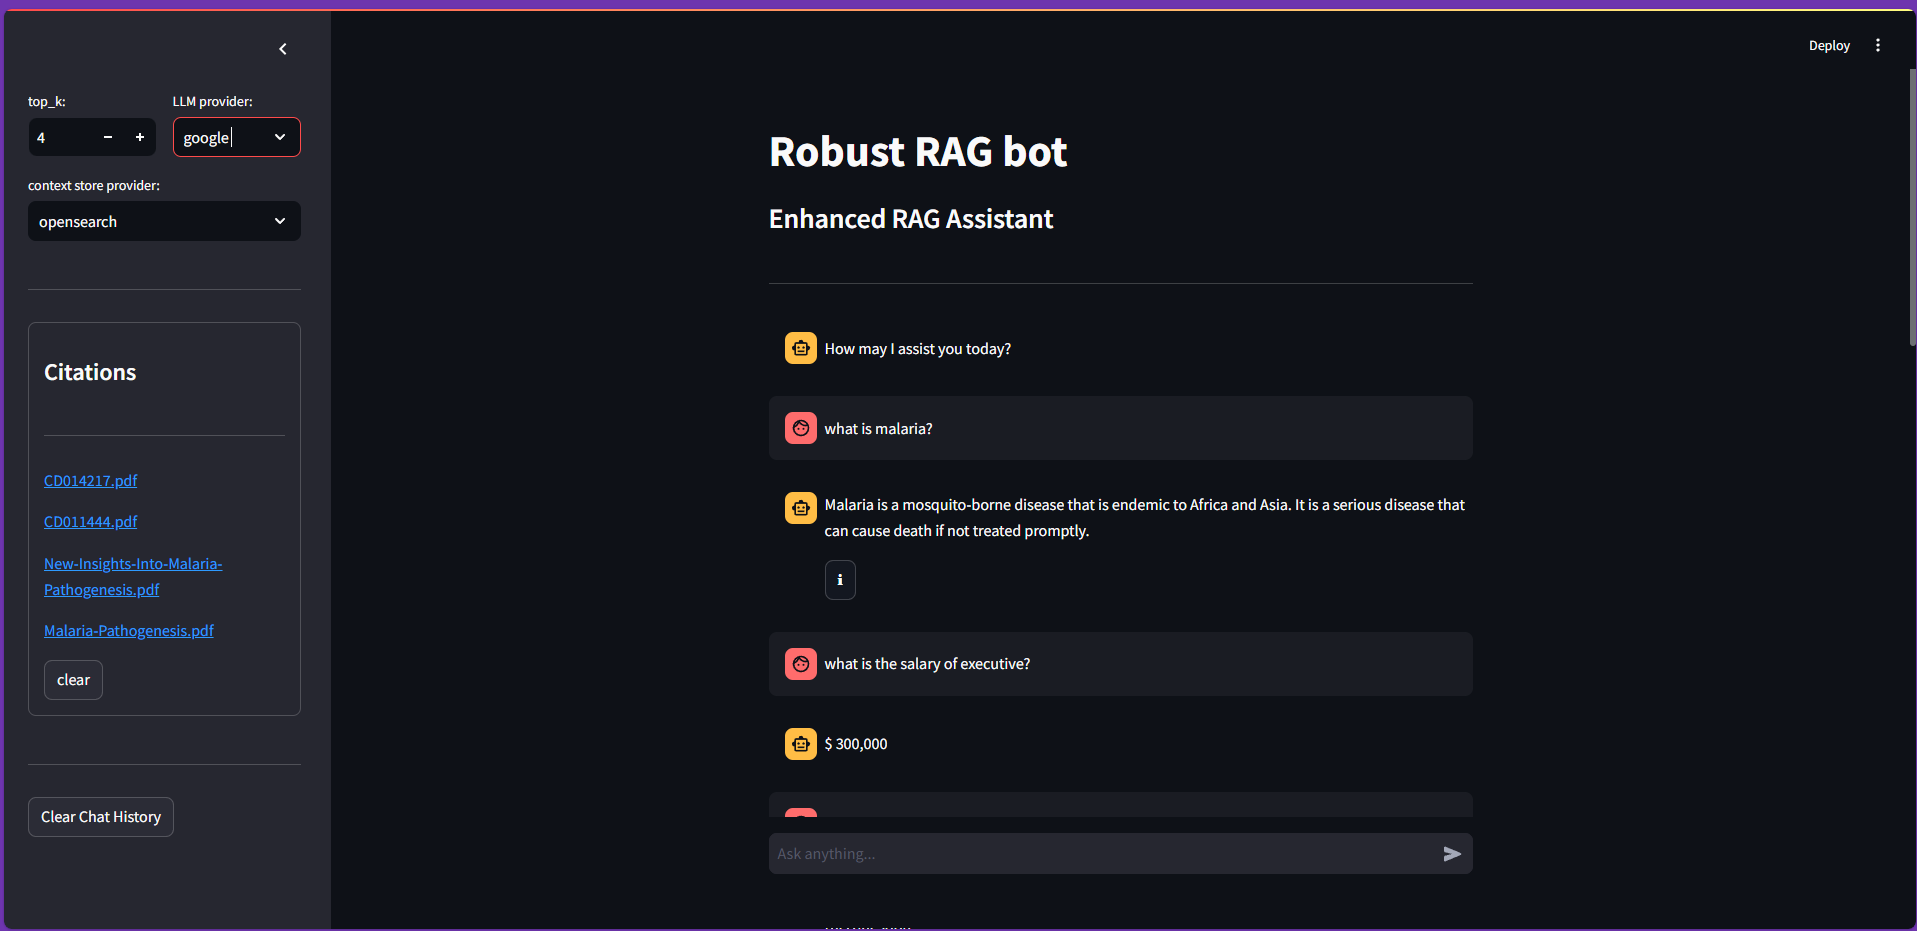 Deploy
top_k:
LLM provider:
4
google
context store provider:
opensearch
Citations
CD014217.pdf
CD011444.pdf
New-Insights-Into-Malaria-
Pathogenesis.pdf
Malaria-Pathogenesis.pdf
clear
Clear Chat History
Robust RAG bot
Enhanced RAG Assistant
How may I assist you today?
what is malaria?
Malaria is a mosquito-borne disease that is endemic to Africa and Asia. It is a serious disease that
can cause death if not treated promptly.
i
what is the salary of executive?
$ 300,000
Ask anything...